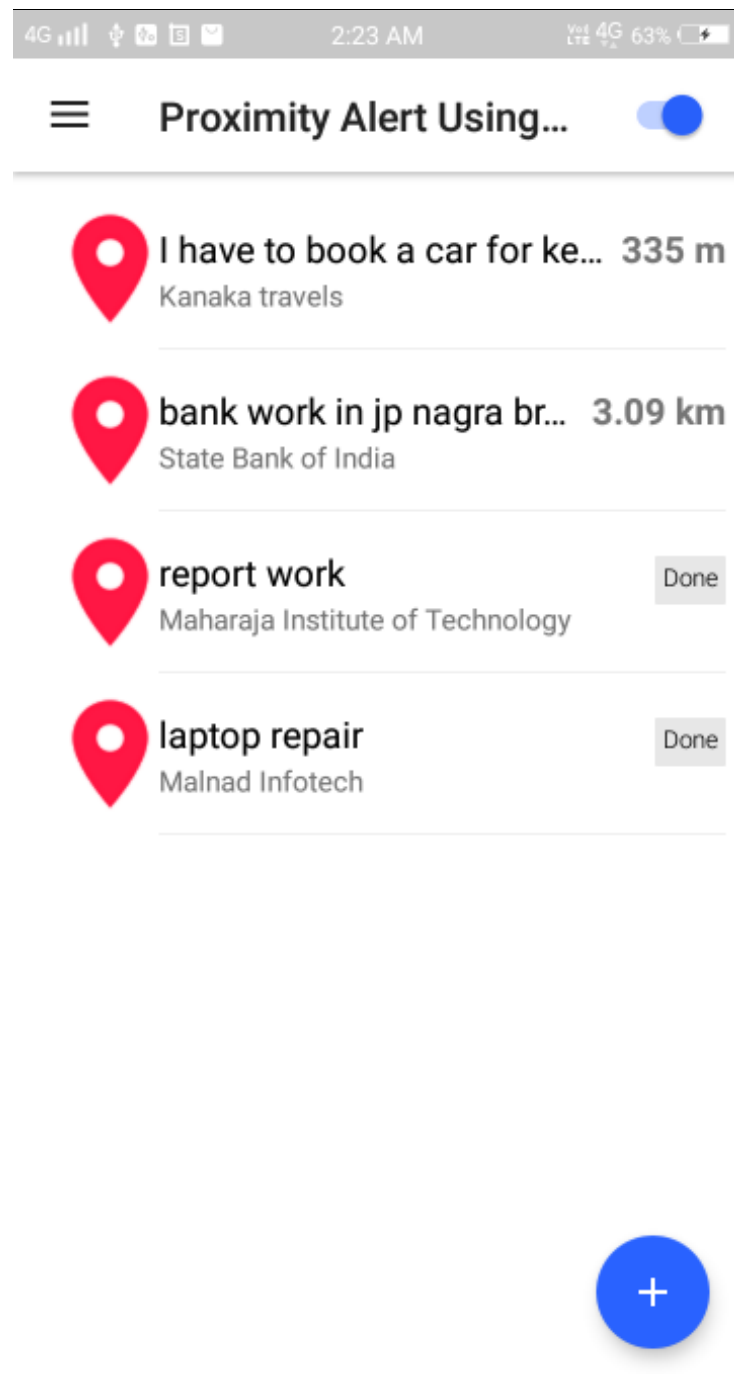 4G 2:23 AM VoLTE 4G 63%
Proximity Alert Using...
I have to book a car for ke... 335 m
Kanaka travels
bank work in jp nagra br... 3.09 km
State Bank of India
report work Done
Maharaja Institute of Technology
laptop repair Done
Malnad Infotech
+